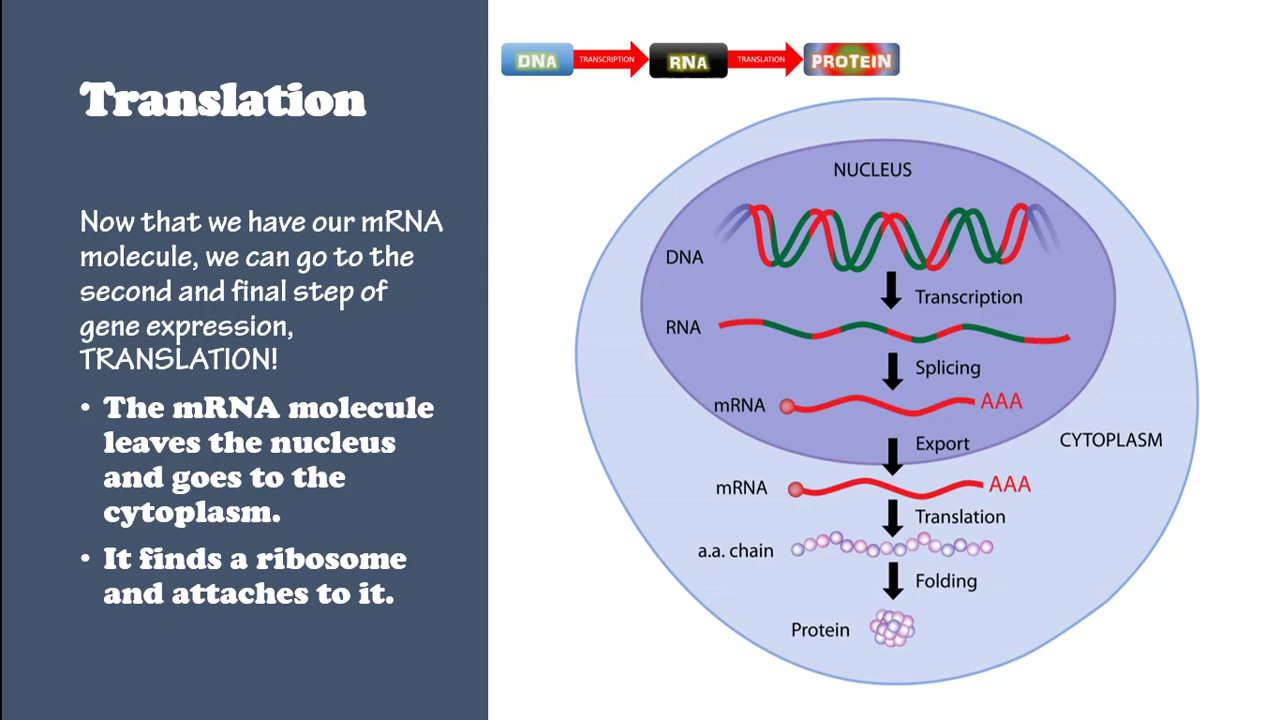 Translation
Now that we have our mRNA
molecule, we can go to the
second and final step of
gene expression,
TRANSLATION!
• The mRNA molecule
leaves the nucleus
and goes to the
cytoplasm.
• It finds a ribosome
and attaches to it.
DNA TRANSCRIPTION RNA TRANSLATION PROTEIN
NUCLEUS
DNA
Transcription
RNA
Splicing
mRNA AAA
Export
CYTOPLASM
mRNA AAA
Translation
a.a. chain
Folding
Protein